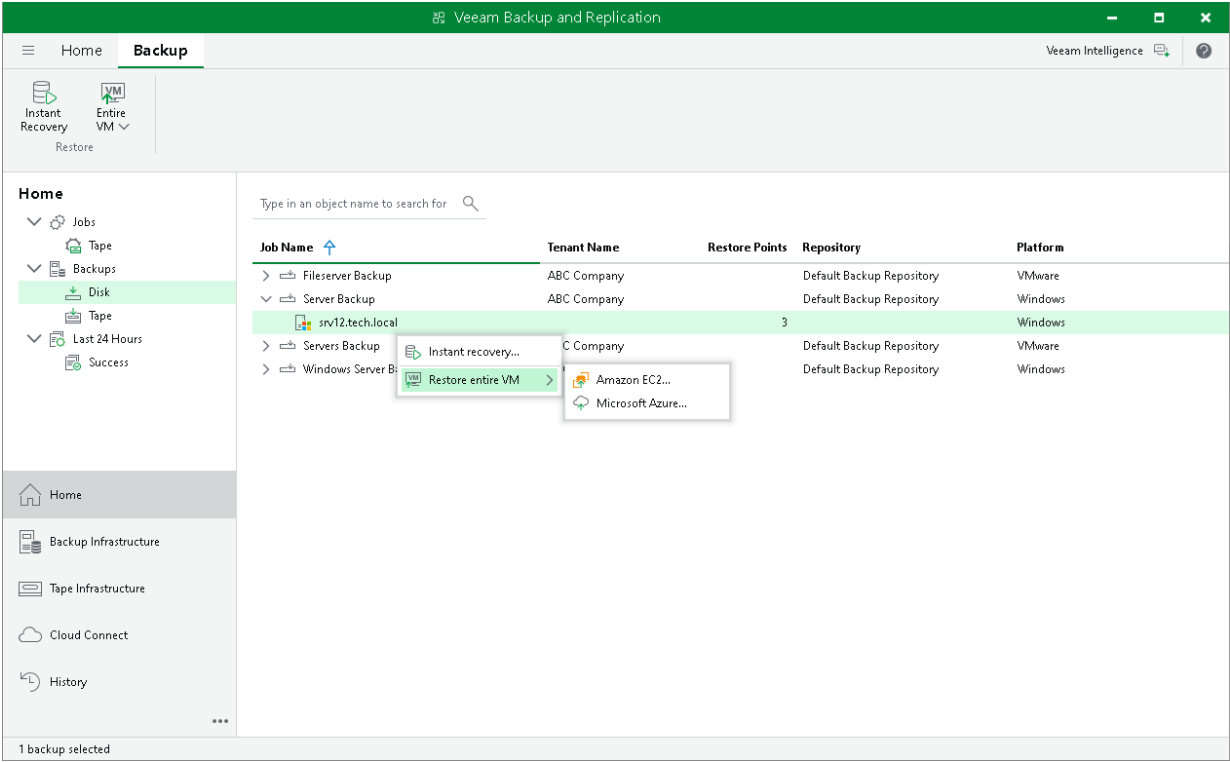 Veeam Backup and Replication
Home Backup Veeam Intelligence
Instant Recovery
Entire VM
Restore
Home
Jobs
Tape
Backups
Disk
Tape
Last 24 Hours
Success
Home
Backup Infrastructure
Tape Infrastructure
Cloud Connect
History
Type in an object name to search for
Job Name Tenant Name Restore Points Repository Platform
Fileserver Backup ABC Company Default Backup Repository VMware
Server Backup ABC Company Default Backup Repository Windows
srv12.tech.local 3 Windows
Servers Backup C Company Default Backup Repository VMware
Windows Server B Default Backup Repository Windows
Instant recovery...
Restore entire VM
Amazon EC2...
Microsoft Azure...
1 backup selected